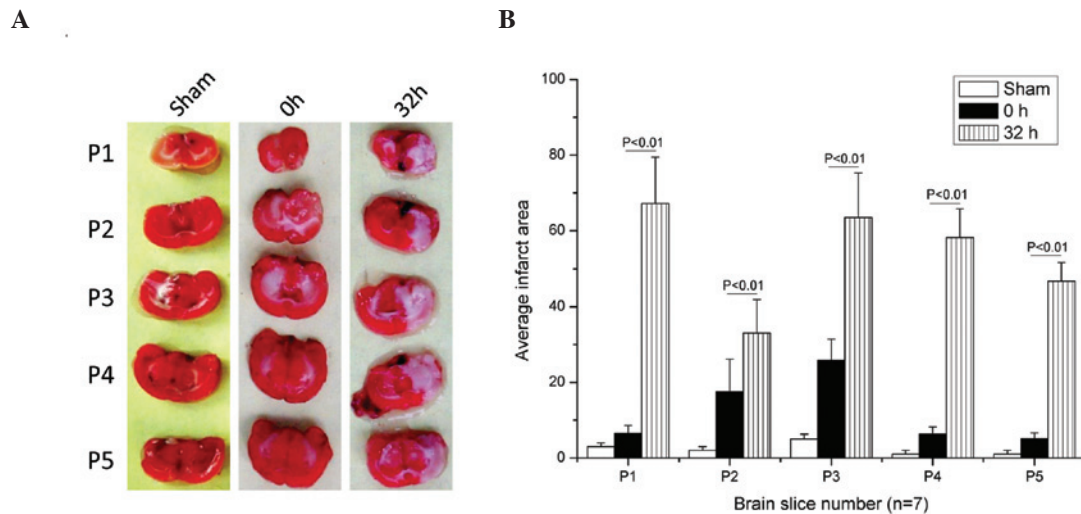 A
B
Sham
0h
32h
P1
P2
P3
P4
P5
Average infarct area
100
80
60
40
20
0
Sham
0 h
32 h
P<0.01
P<0.01
P<0.01
P<0.01
P<0.01
P1
P2
P3
P4
P5
Brain slice number (n=7)